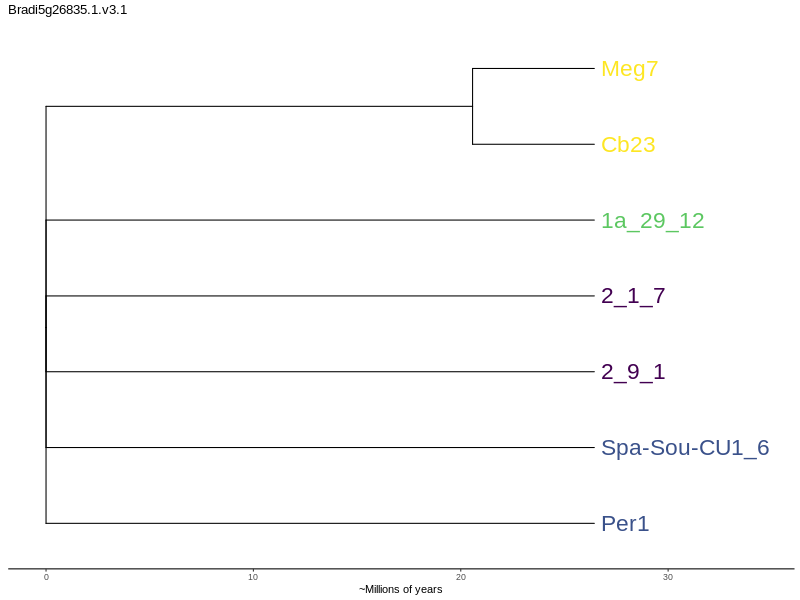 Bradi5g26835.1.v3.1
Meg7
Cb23
1a_29_12
2_1_7
2_9_1
Spa-Sou-CU1_6
Per1
0 10 20 30
~Millions of years